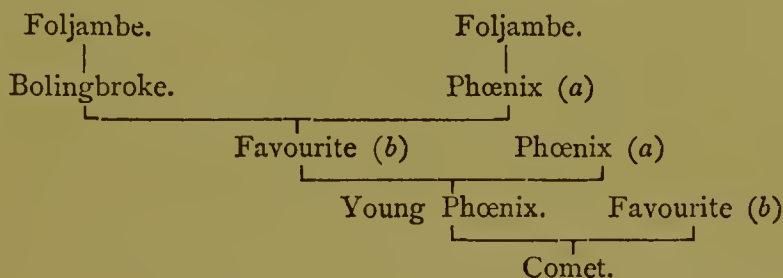 Foljambe. Foljambe.
Bolingbroke. Phœnix (a)
Favourite (b) Phœnix (a)
Young Phœnix. Favourite (b)
Comet.